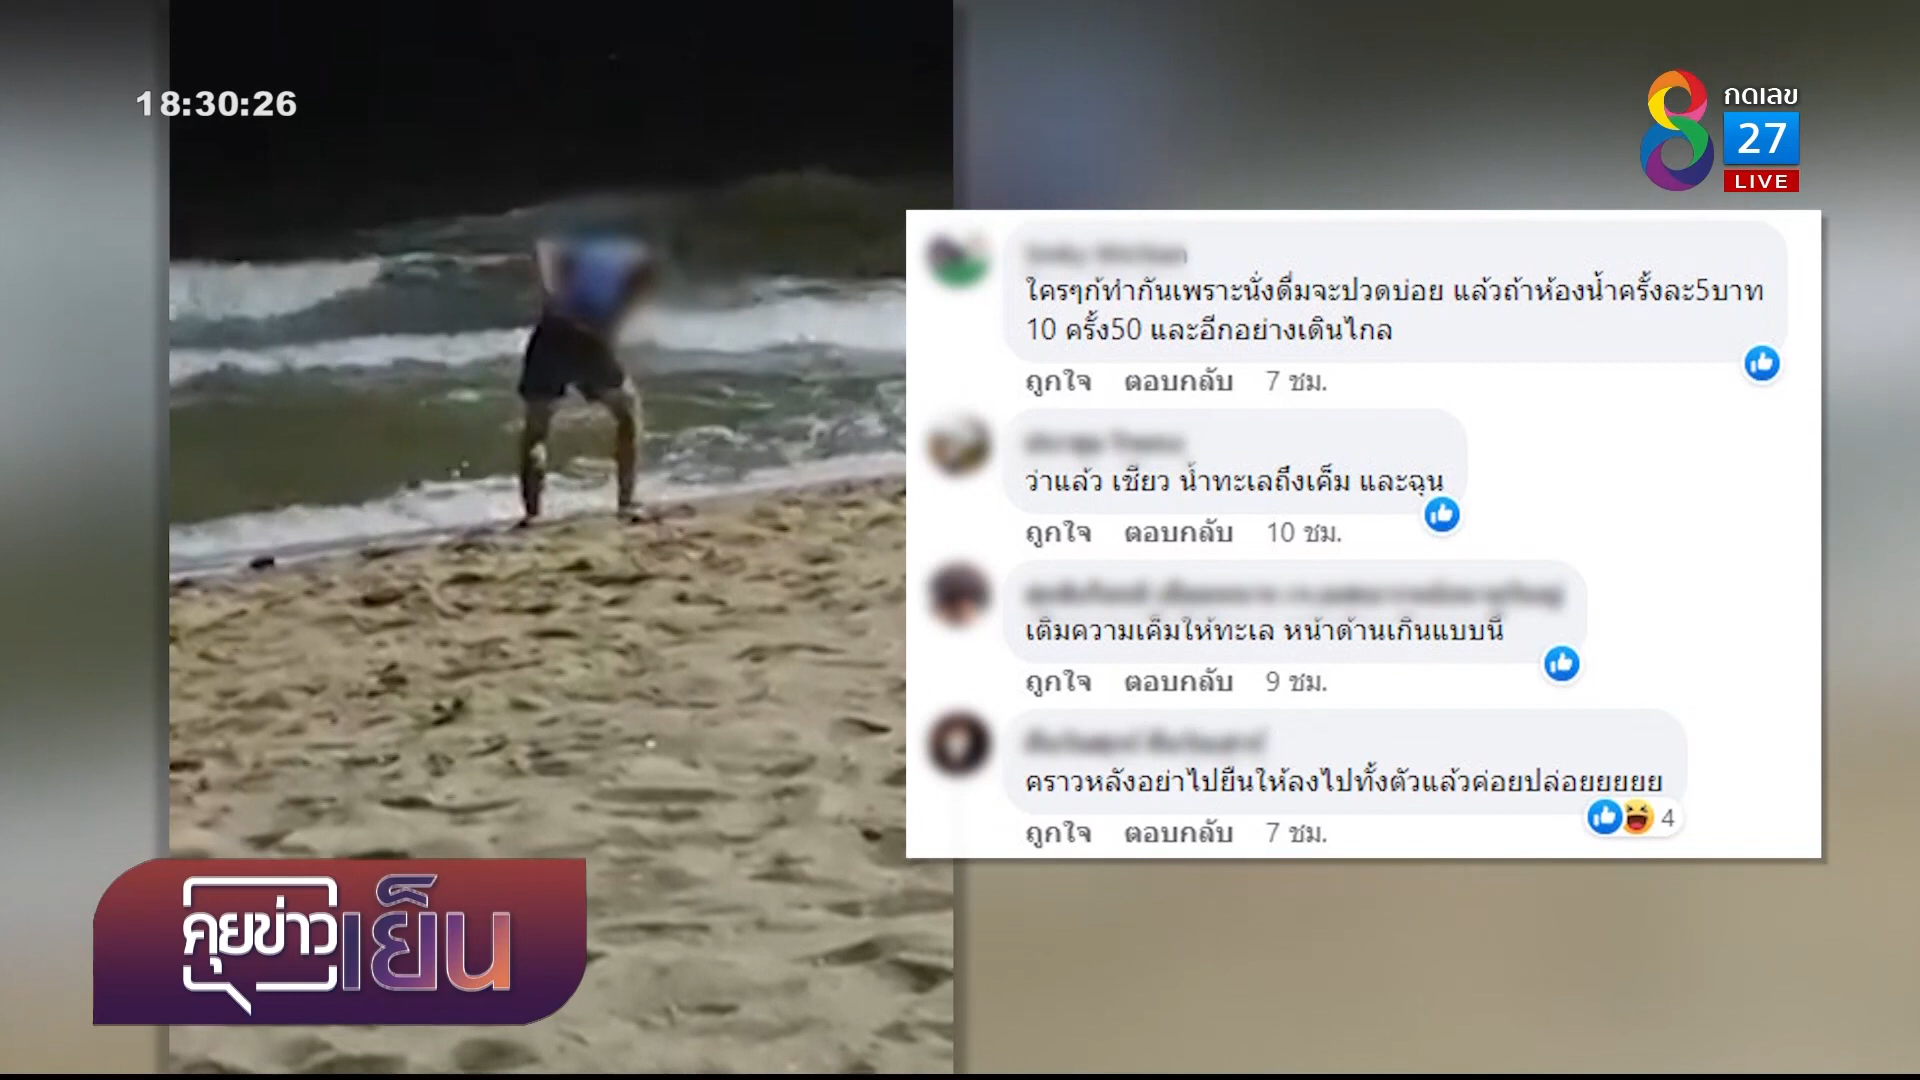 18:30:26
กดเลข
27
LIVE
ใครๆก้ทำกันเพราะนั่งดื่มจะปวดบ่อย แล้วถ้าห้องน้ำครั้งละ5บาท
10 ครั้ง50 และอีกอย่างเดินไกล
ถูกใจ ตอบกลับ 7 ชม.
ว่าแล้ว เชียว น้ำทะเลถึงเค็ม และฉุน
ถูกใจ ตอบกลับ 10 ชม.
เติมความเค็มให้ทะเล หน้าด้านเกินแบบนี้
ถูกใจ ตอบกลับ 9 ชม.
คราวหลังอย่าไปยืนให้ลงไปทั้งตัวแล้วค่อยปล่อยยยยย
4
ถูกใจ ตอบกลับ 7 ชม.
คุยข่าวเย็น